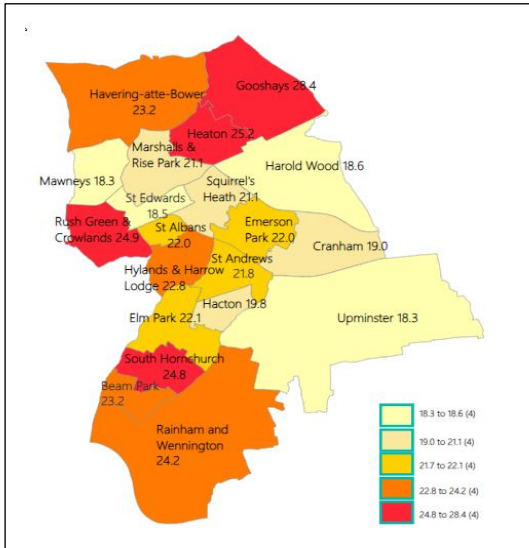 Gooshays 28.4
Havering-atte-Bower
23.2
Heaton 25.2
Marshalls &
Rise Park 21.1
Harold Wood 18.6
Squirrel's
Heath 21.1
Mawneys 18.3
St Edwards
18.5
Rush Green &
Crowlands 24.9
St Albans
22.0
Emerson
Park 22.0
Cranham 19.0
St Andrews
21.8
Hylands & Harrow
Lodge 22.8
Hacton 19.8
Elm Park 22.1
Upminster 18.3
South Hornchurch
24.8
Beam Park
23.2
Rainham and
Wennington
24.2
18.3 to 18.6 (4)
19.0 to 21.1 (4)
21.7 to 22.1 (4)
22.8 to 24.2 (4)
24.8 to 28.4 (4)